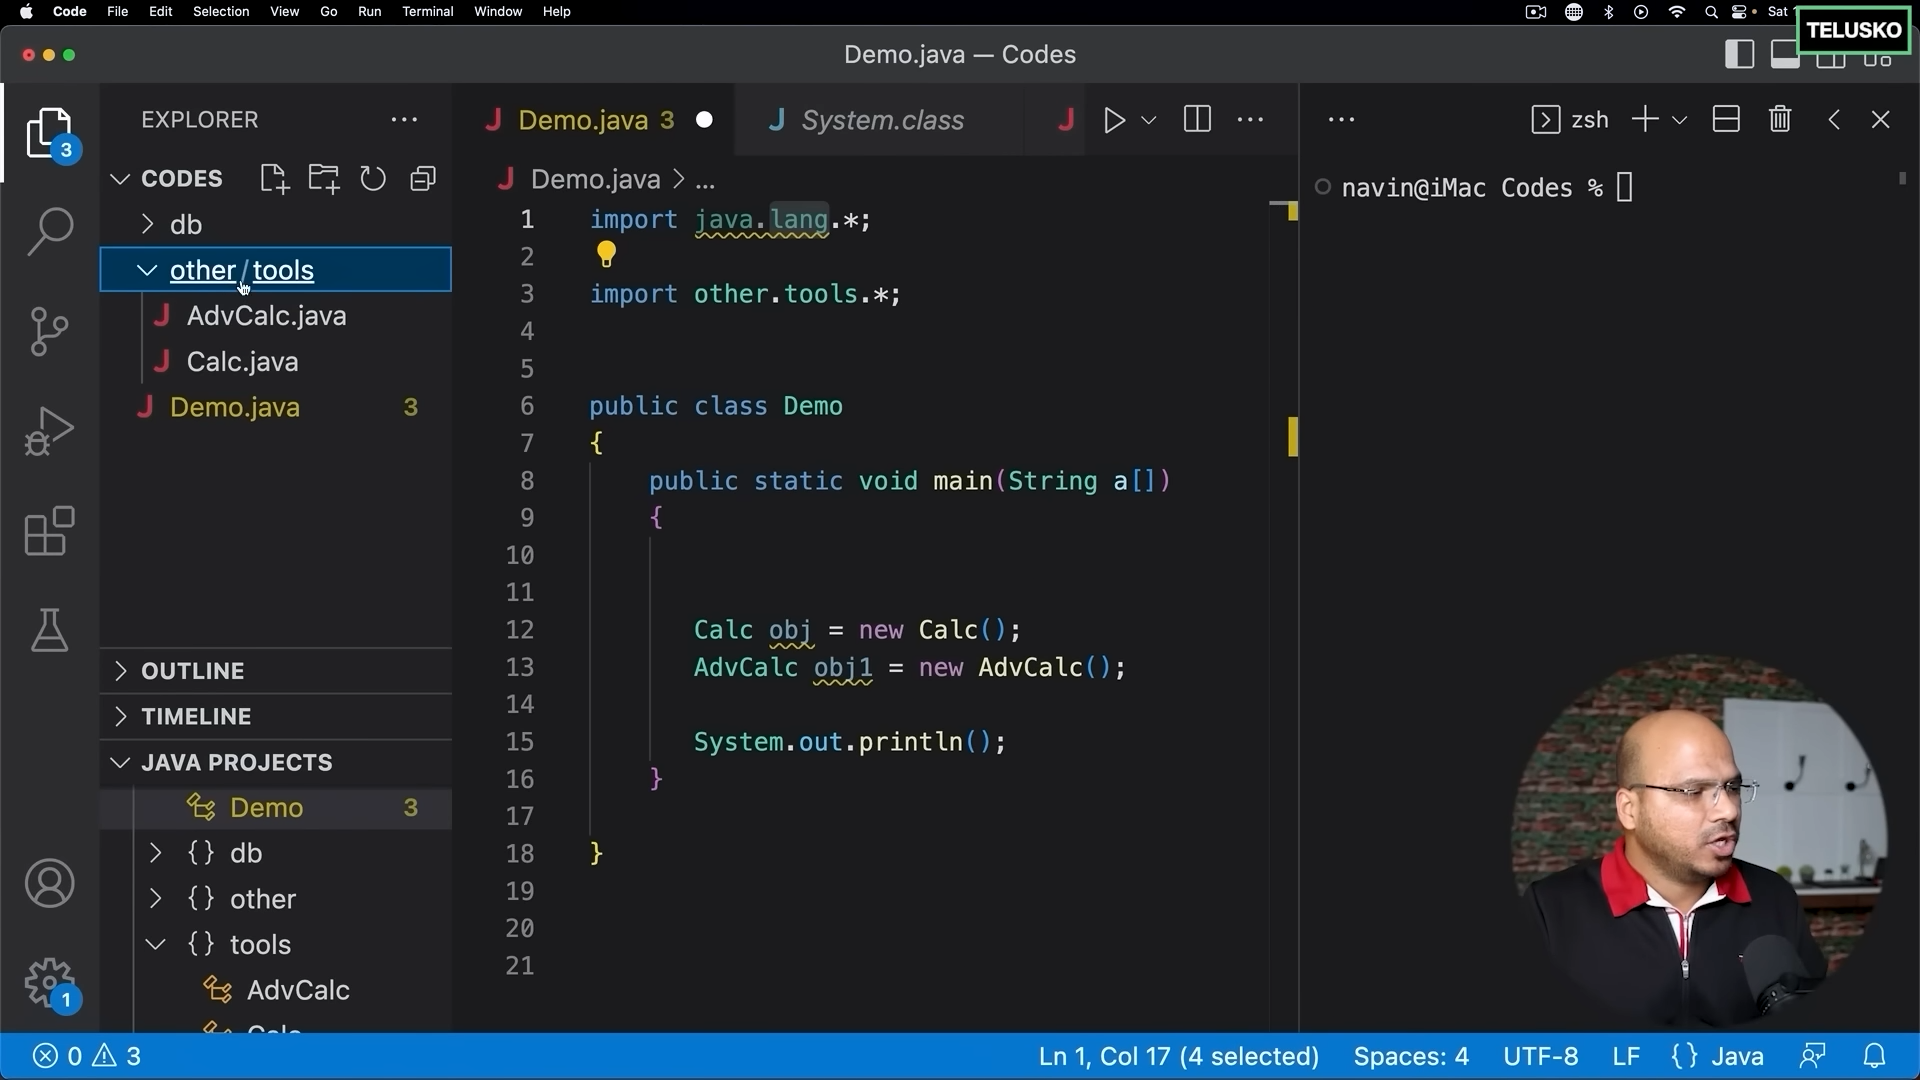 Code File Edit Selection View Go Run Terminal Window Help Sat
TELUSKO
Demo.java — Codes
EXPLORER
CODES
db
other/tools
AdvCalc.java
Calc.java
Demo.java 3
OUTLINE
TIMELINE
JAVA PROJECTS
Demo 3
db
other
tools
AdvCalc
3
1
Demo.java 3
System.class
Demo.java > ...
1 import java.lang.*;
2
3 import other.tools.*;
4
5
6 public class Demo
7 {
8 public static void main(String a[])
9 {
10
11
12 Calc obj = new Calc();
13 AdvCalc obj1 = new AdvCalc();
14
15 System.out.println();
16 }
17
18 }
19
20
21
zsh
navin@iMac Codes %
0 3
Ln 1, Col 17 (4 selected) Spaces: 4 UTF-8 LF {} Java